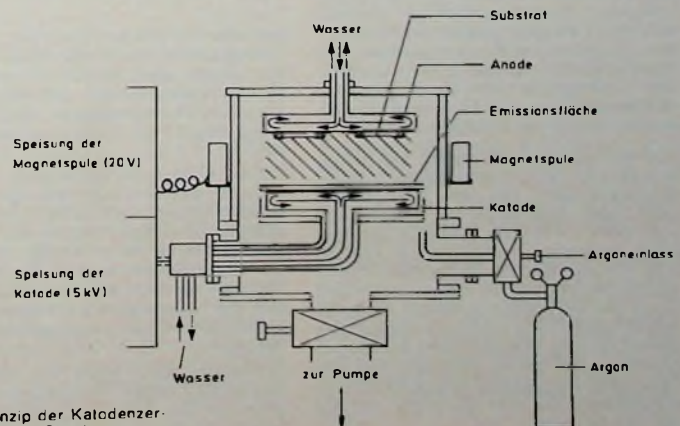 Substrat
Wasser
Anode
Emissionsfläche
Speisung der
Magnetspule (20V)
Magnetspule
Katode
Speisung der
Katode (5kV)
Argoneinlass
Wasser
zur Pumpe
Argon
nzip der Katodenzer-